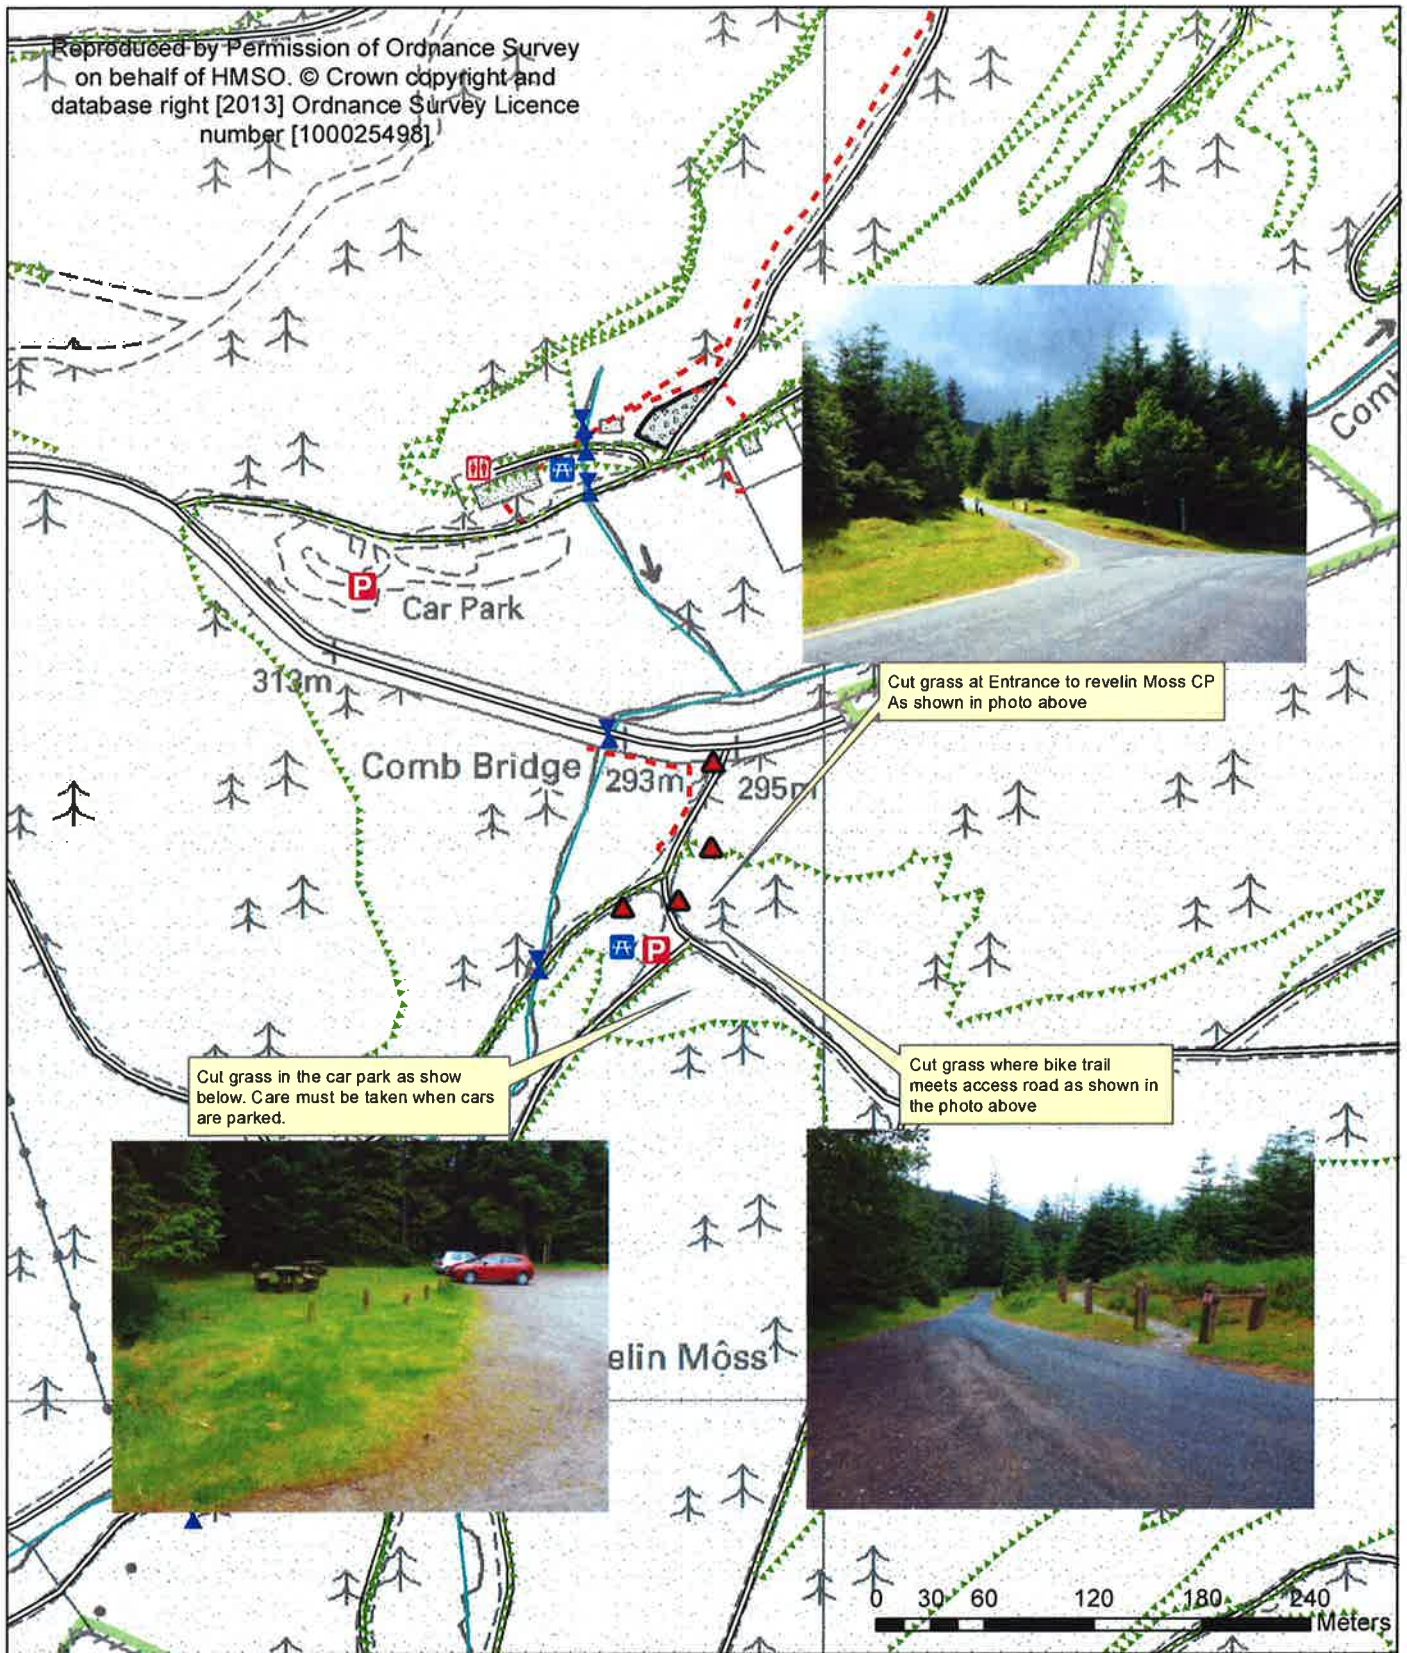 Reproduced by Permission of Ordnance Survey
on behalf of HMSO. © Crown copyright and
database right [2013] Ordnance Survey Licence
number [100025498]
Comb
P
Car Park
313m
Cut grass at Entrance to revelin Moss CP
As shown in photo above
Comb Bridge
293m
295m
P
Cut grass in the car park as show
below. Care must be taken when cars
are parked.
Cut grass where bike trail
meets access road as shown in
the photo above
elin Moss
0 30 60 120 180 240
Meters